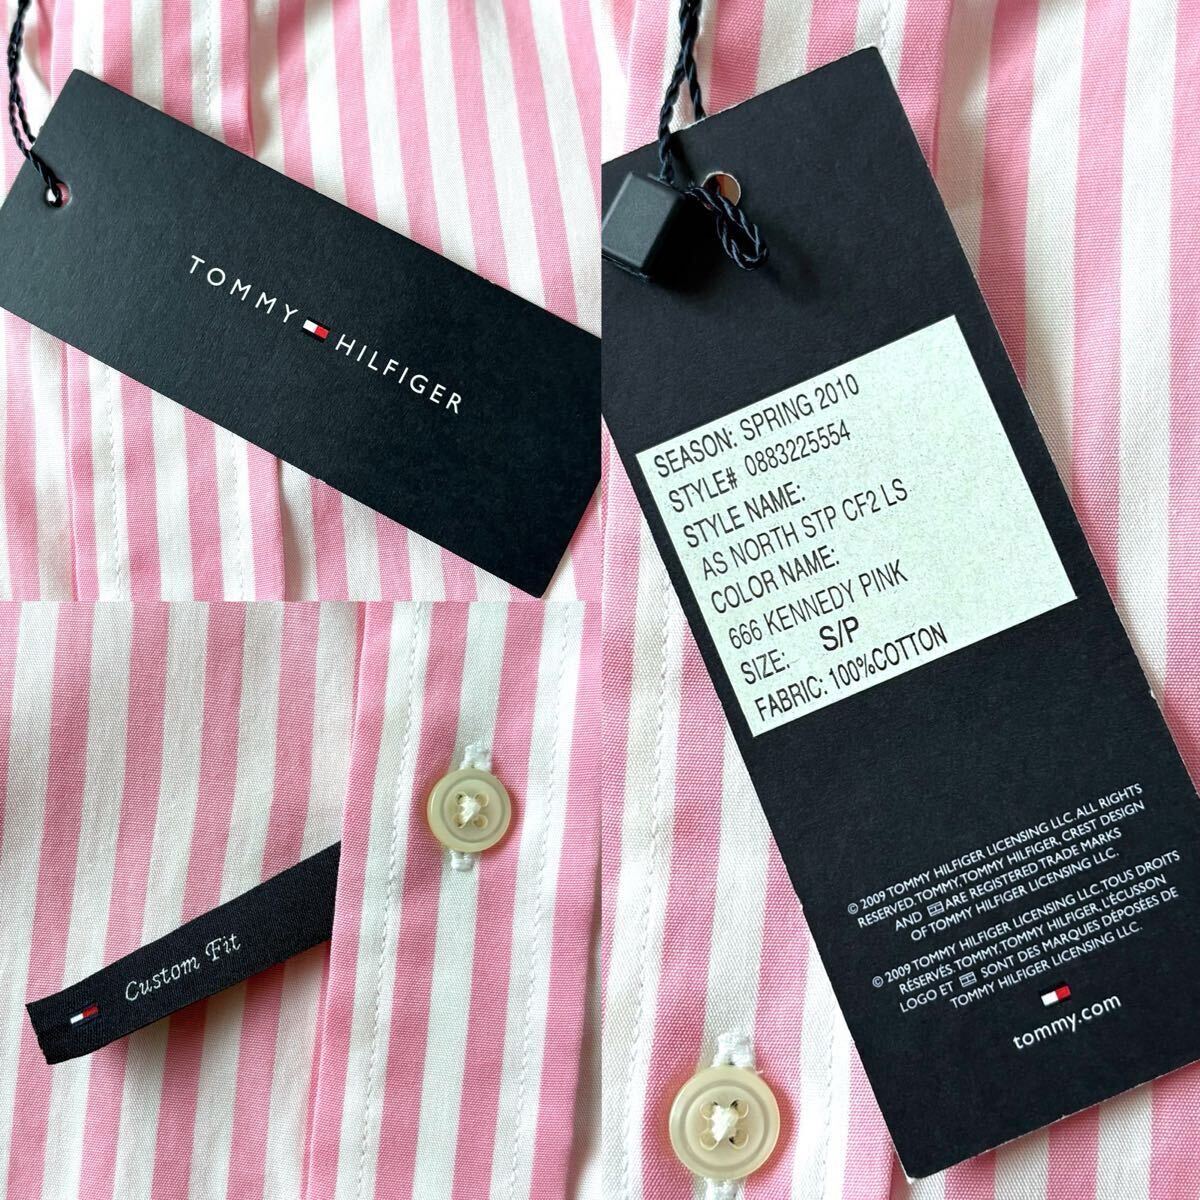 TOMMY HILFIGER
SEASON: SPRING 2010
STYLE# 0883225554
STYLE NAME:
AS NORTH STP CF2 LS
COLOR NAME:
666 KENNEDY PINK
SIZE: S/P
FABRIC: 100%COTTON
© 2009 TOMMY HILFIGER LICENSING LLC. ALL RIGHTS
RESERVED. TOMMY, TOMMY HILFIGER, CREST DESIGN
AND ARE REGISTERED TRADE MARKS
OF TOMMY HILFIGER LICENSING LLC.
© 2009 TOMMY HILFIGER LICENSING LLC. TOUS DROITS
RÉSERVÉS. TOMMY, TOMMY HILFIGER, L'ÉCUSSON
LOGO ET SONT DES MARQUES DÉPOSÉES DE
TOMMY HILFIGER LICENSING LLC.
tommy.com
Custom Fit